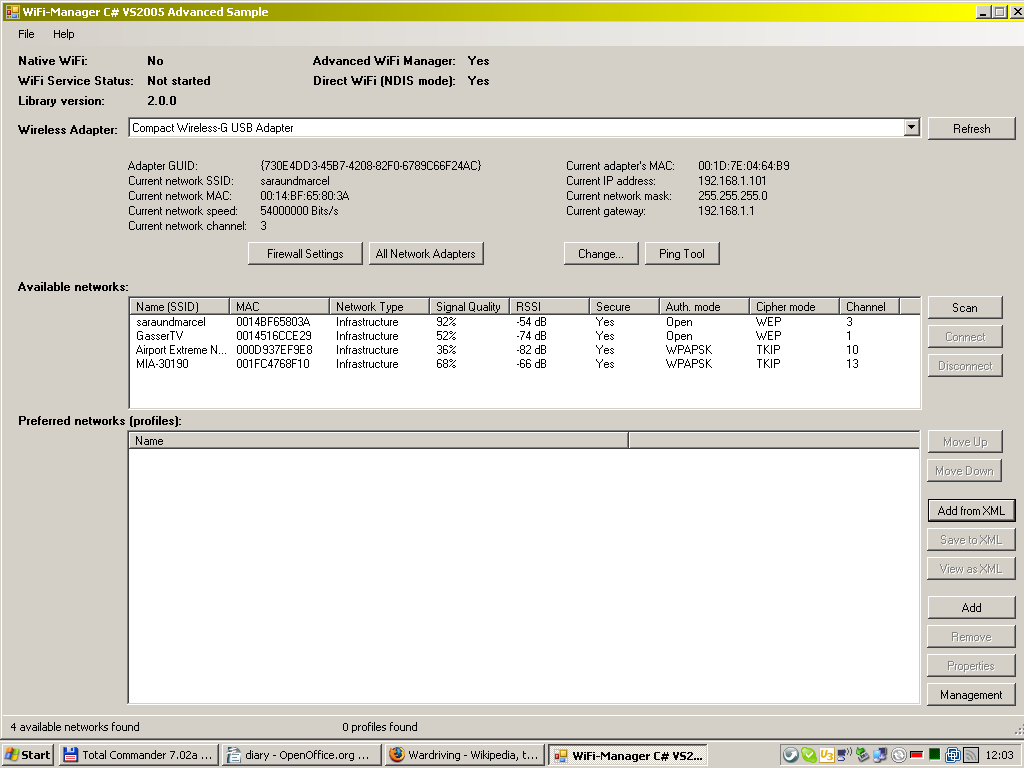 WiFi-Manager C# VS2005 Advanced Sample
File Help
Native WiFi: No Advanced WiFi Manager: Yes
WiFi Service Status: Not started Direct WiFi (NDIS mode): Yes
Library version: 2.0.0
Wireless Adapter: Compact Wireless-G USB Adapter Refresh
Adapter GUID: {730E4DD3-45B7-4208-82F0-6789C66F24AC} Current adapter's MAC: 00:1D:7E:04:64:B9
Current network SSID: saraundmarcel Current IP address: 192.168.1.101
Current network MAC: 00:14:BF:65:80:3A Current network mask: 255.255.255.0
Current network speed: 54000000 Bits/s Current gateway: 192.168.1.1
Current network channel: 3
Firewall Settings All Network Adapters Change... Ping Tool
Available networks:
Name (SSID) MAC Network Type Signal Quality RSSI Secure Auth. mode Cipher mode Channel Scan
saraundmarcel 0014BF65803A Infrastructure 92% -54 dB Yes Open WEP 3
GasserTV 0014516CCE29 Infrastructure 52% -74 dB Yes Open WEP 1 Connect
Airport Extreme N... 000D937EF9E8 Infrastructure 36% -82 dB Yes WPAPSK TKIP 10
MIA-30190 001FC4768F10 Infrastructure 68% -66 dB Yes WPAPSK TKIP 13 Disconnect
Preferred networks (profiles):
Name Move Up
Move Down
Add from XML
Save to XML
View as XML
Add
Remove
Properties
Management
4 available networks found 0 profiles found
Start Total Commander 7.02a ... diary - OpenOffice.org ... Wardriving - Wikipedia, t... WiFi-Manager C# VS2... 12:03